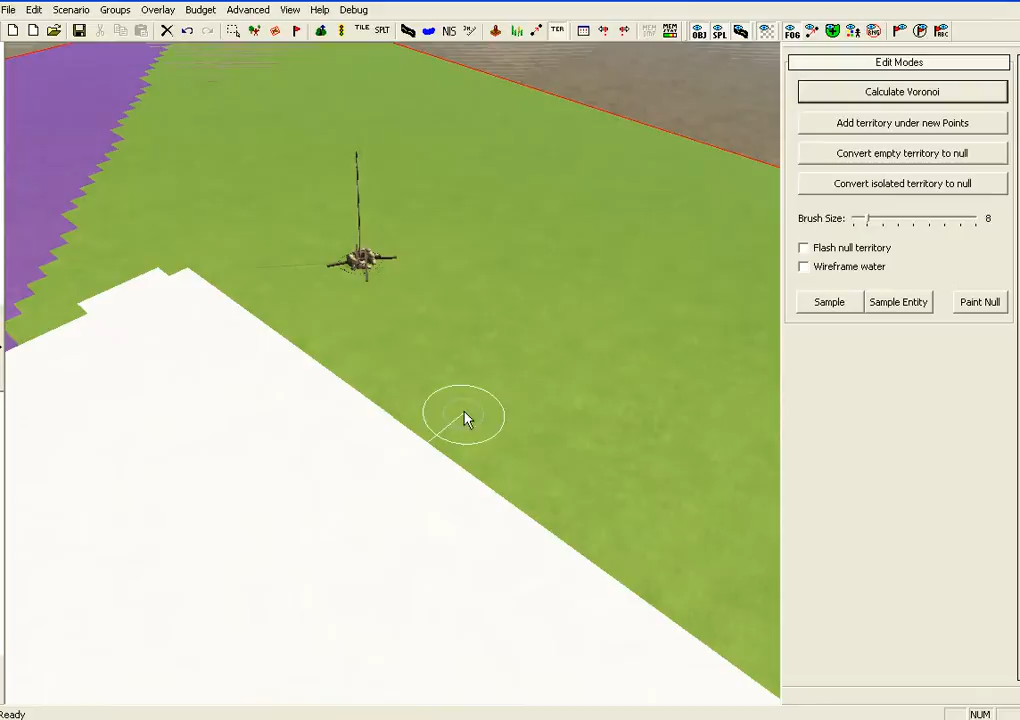 File Edit Scenario Groups Overlay Budget Advanced View Help Debug
TILE SPLT NIS TER OBJ SPL FOG
Edit Modes
Calculate Voronoi
Add territory under new Points
Convert empty territory to null
Convert isolated territory to null
Brush Size: 8
Flash null territory
Wireframe water
Sample Sample Entity Paint Null
Ready NUM